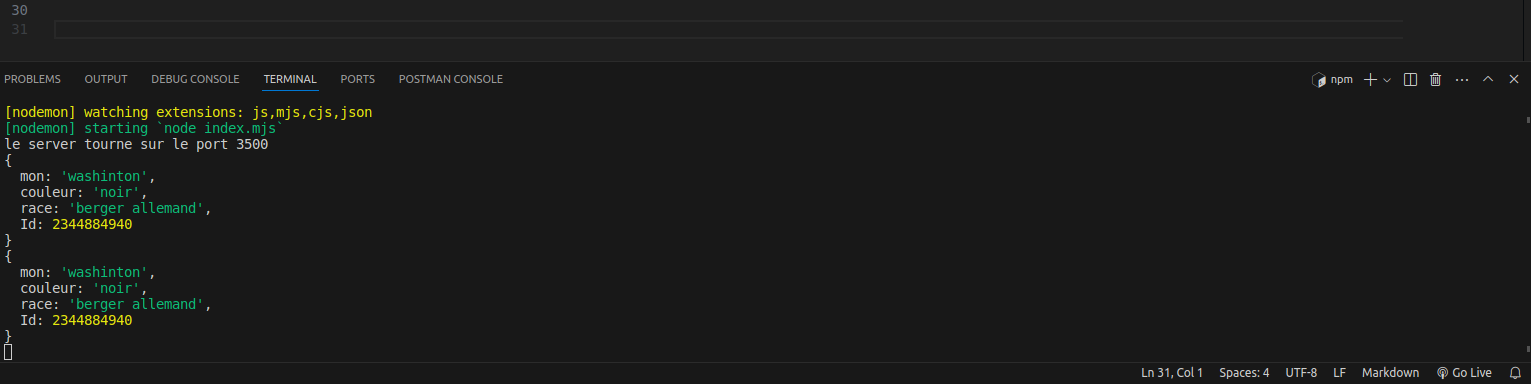 30
31
PROBLEMS OUTPUT DEBUG CONSOLE TERMINAL PORTS POSTMAN CONSOLE npm
[nodemon] watching extensions: js,mjs,cjs,json
[nodemon] starting `node index.mjs`
le server tourne sur le port 3500
{
  mon: 'washinton',
  couleur: 'noir',
  race: 'berger allemand',
  Id: 2344884940
}
{
  mon: 'washinton',
  couleur: 'noir',
  race: 'berger allemand',
  Id: 2344884940
}
Ln 31, Col 1 Spaces: 4 UTF-8 LF Markdown Go Live